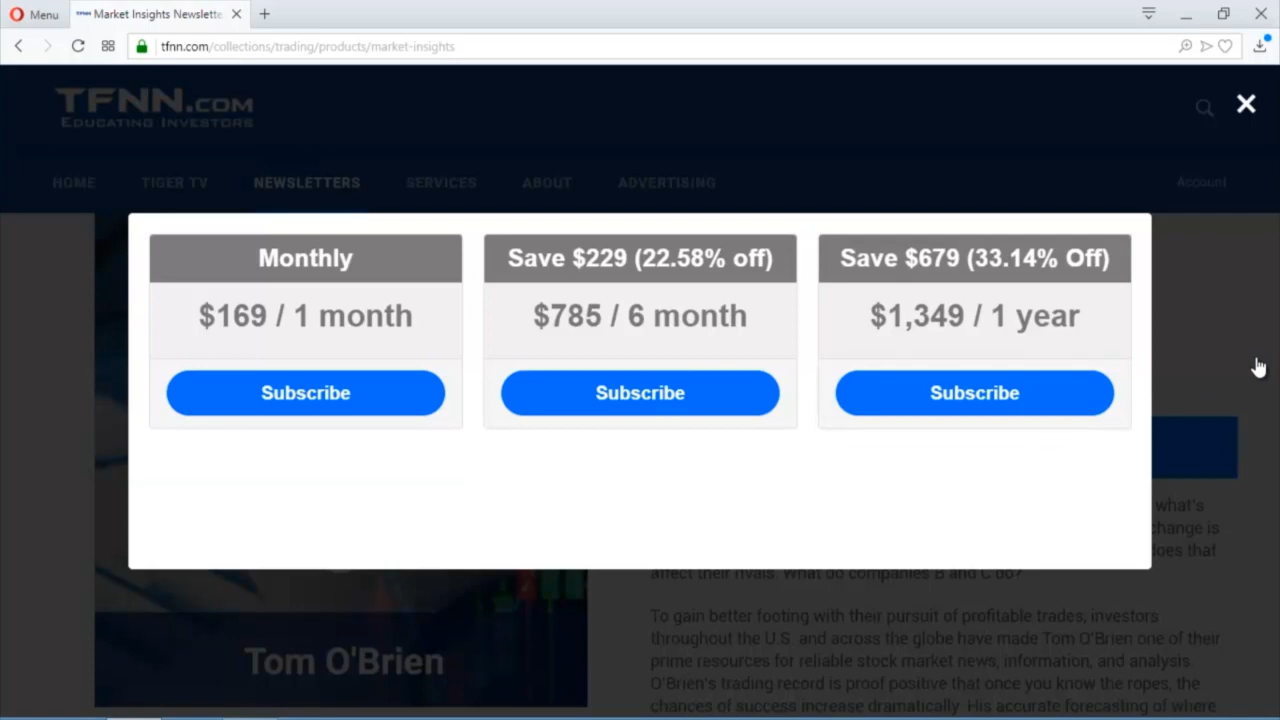 Menu
TFNN Market Insights Newslette
tfnn.com/collections/trading/products/market-insights
TFNN.COM
EDUCATING INVESTORS
HOME TIGER TV NEWSLETTERS SERVICES ABOUT ADVERTISING Account
Monthly
$169 / 1 month
Subscribe
Save $229 (22.58% off)
$785 / 6 month
Subscribe
Save $679 (33.14% Off)
$1,349 / 1 year
Subscribe
Tom O'Brien
what's
change is
does that
affect their rivals. What do companies B and C do?
To gain better footing with their pursuit of profitable trades, investors
throughout the U.S. and across the globe have made Tom O'Brien one of their
prime resources for reliable stock market news, information, and analysis.
O'Brien's trading record is proof positive that once you know the ropes, the
chances of success increase dramatically. His accurate forecasting of where